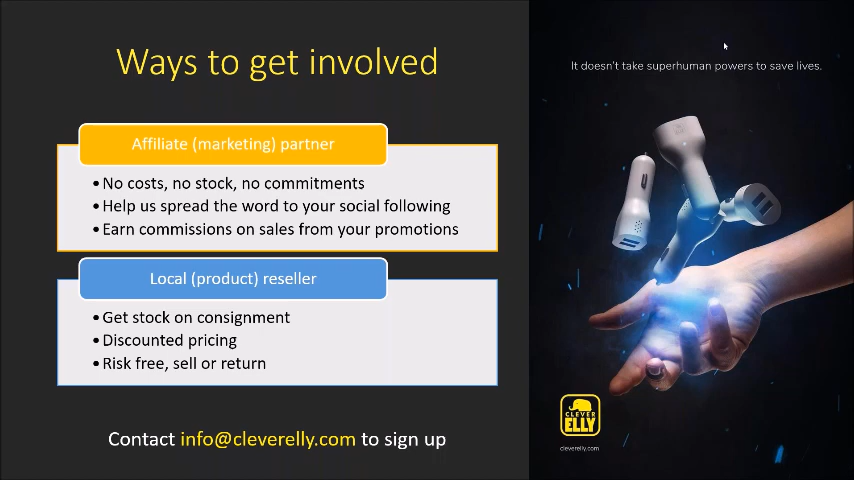 Ways to get involved
Affiliate (marketing) partner
•No costs, no stock, no commitments
•Help us spread the word to your social following
•Earn commissions on sales from your promotions
Local (product) reseller
•Get stock on consignment
•Discounted pricing
•Risk free, sell or return
Contact info@cleverelly.com to sign up
It doesn't take superhuman powers to save lives.
CLEVER
ELLY
cleverelly.com